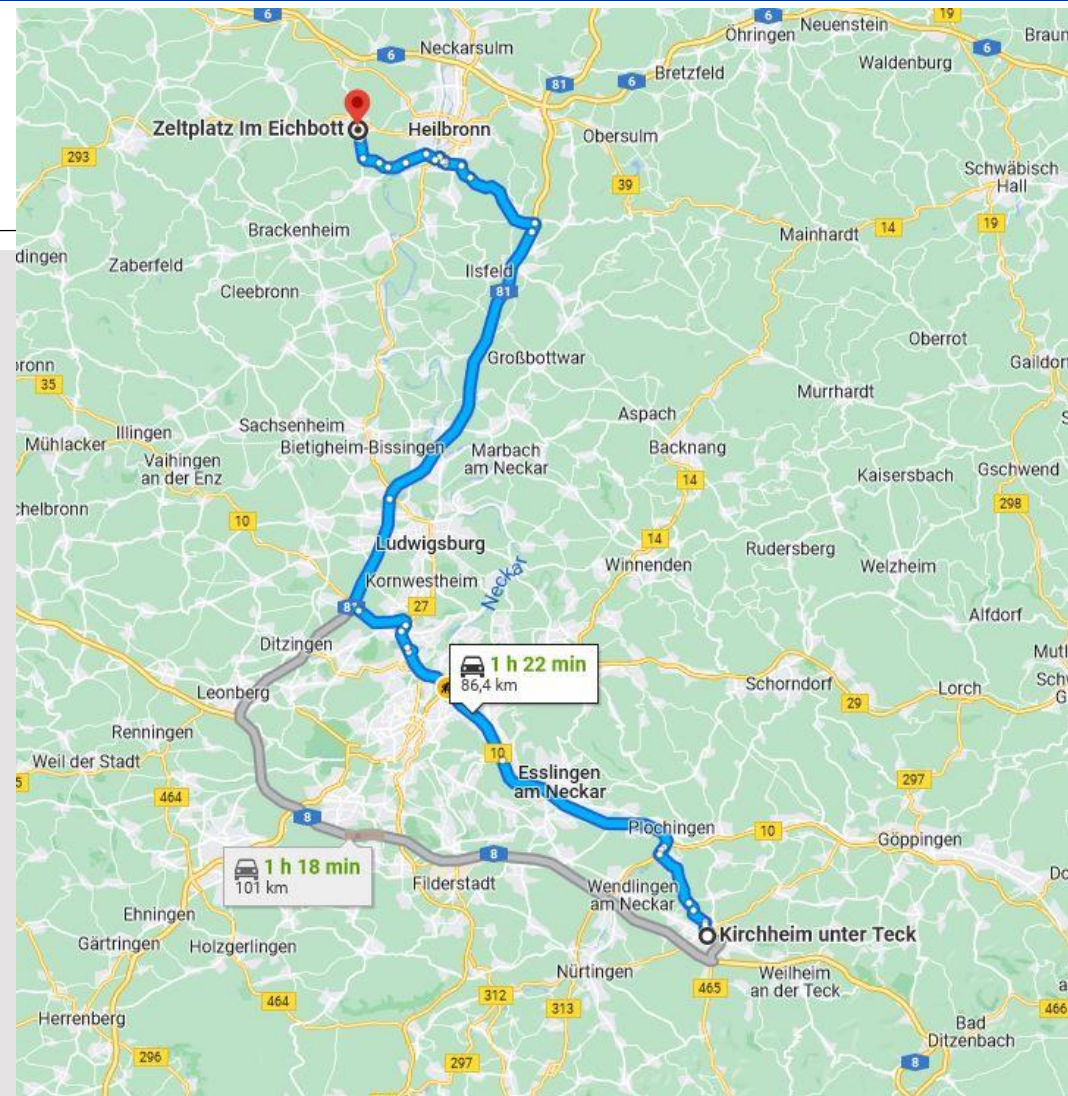 6
6
19
Neuenstein
Öhringen
Neckarsulm
6
6
Braun
Waldenburg
81
6
Bretzfeld
Zeltplatz Im Eichbott
Heilbronn
Obersulm
293
Schwäbisch
Hall
39
19
14
Mainhardt
Brackenheim
dingen
Zaberfeld
Ilsfeld
Cleebronn
81
Oberrot
Großbottwar
ronn
Gaildor
35
Murrhardt
Aspach
Sachsenheim
Illingen
Mühlacker
Bietigheim-Bissingen
Marbach
am Neckar
Backnang
Vaihingen
an der Enz
Kaisersbach
Gschwend
14
298
chelbronn
10
14
Ludwigsburg
Rudersberg
Winnenden
Welzheim
Neckar
Kornwestheim
27
Alfdorf
Ditzingen
1 h 22 min
86,4 km
Mutl
Schorndorf
Leonberg
Lorch
29
Renningen
10
Weil der Stadt
Esslingen
am Neckar
297
5
464
8
Plochingen
10
Göppingen
8
1 h 18 min
101 km
Filderstadt
Wendlingen
am Neckar
Ehningen
Kirchheim unter Teck
Gärtringen
Holzgerlingen
Nürtingen
Weilheim
an der Teck
465
464
312
313
466
Herrenberg
Bad
Ditzenbach
296
297
8